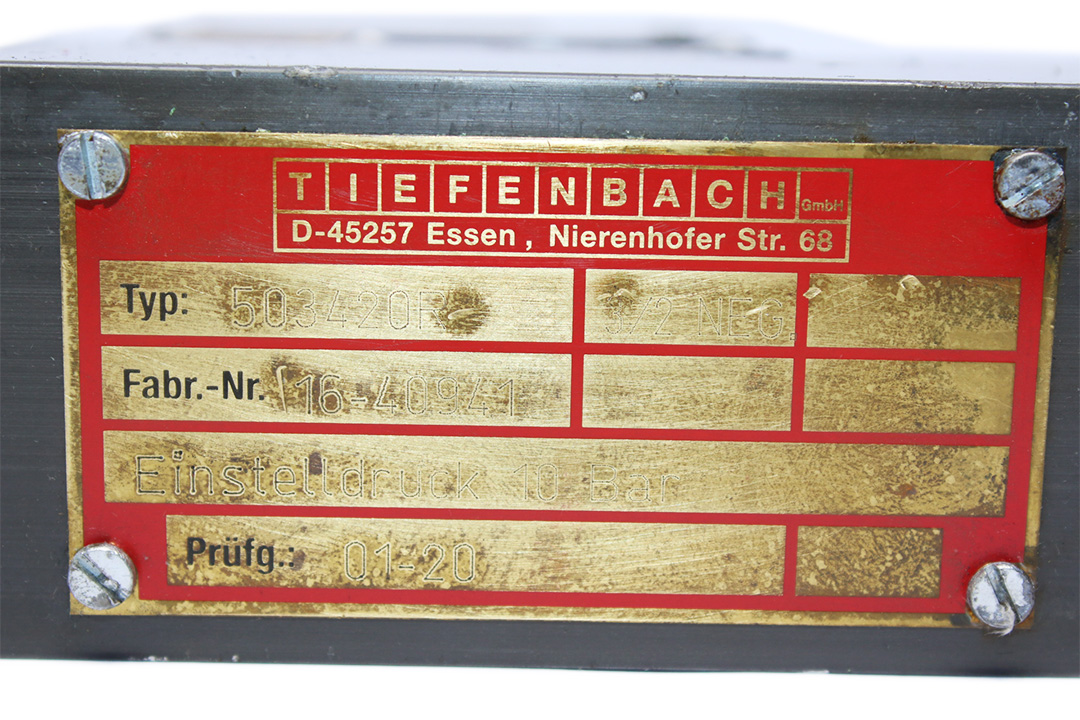 TIEFENBACH GmbH
D-45257 Essen, Nierenhofer Str. 68
Typ: 3/2 NEG.
Fabr.-Nr. 16-40941
Einstelldruck 10 Bar
Prüfg.: 01-20